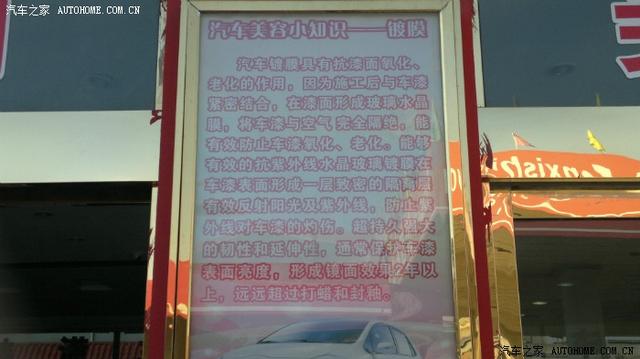 汽车之家 AUTOHOME.COM.CN
汽车美容小知识——镀膜
汽车镀膜具有抗漆面氧化、
老化的作用，因为施工后与车漆
紧密结合，在漆面形成玻璃水晶
膜，将车漆与空气完全隔绝，能
有效防止车漆氧化、老化。能够
有效的抗紫外线水晶玻璃镀膜在
车漆表面形成一层致密的隔离层
有效反射阳光及紫外线，防止紫
外线对车漆的灼伤。超持久强大
的韧性和延伸性，通常保护车漆
表面亮度，形成镜面效果2年以
上，远远超过打蜡和封釉。
汽车之家 AUTOHOME.COM.CN